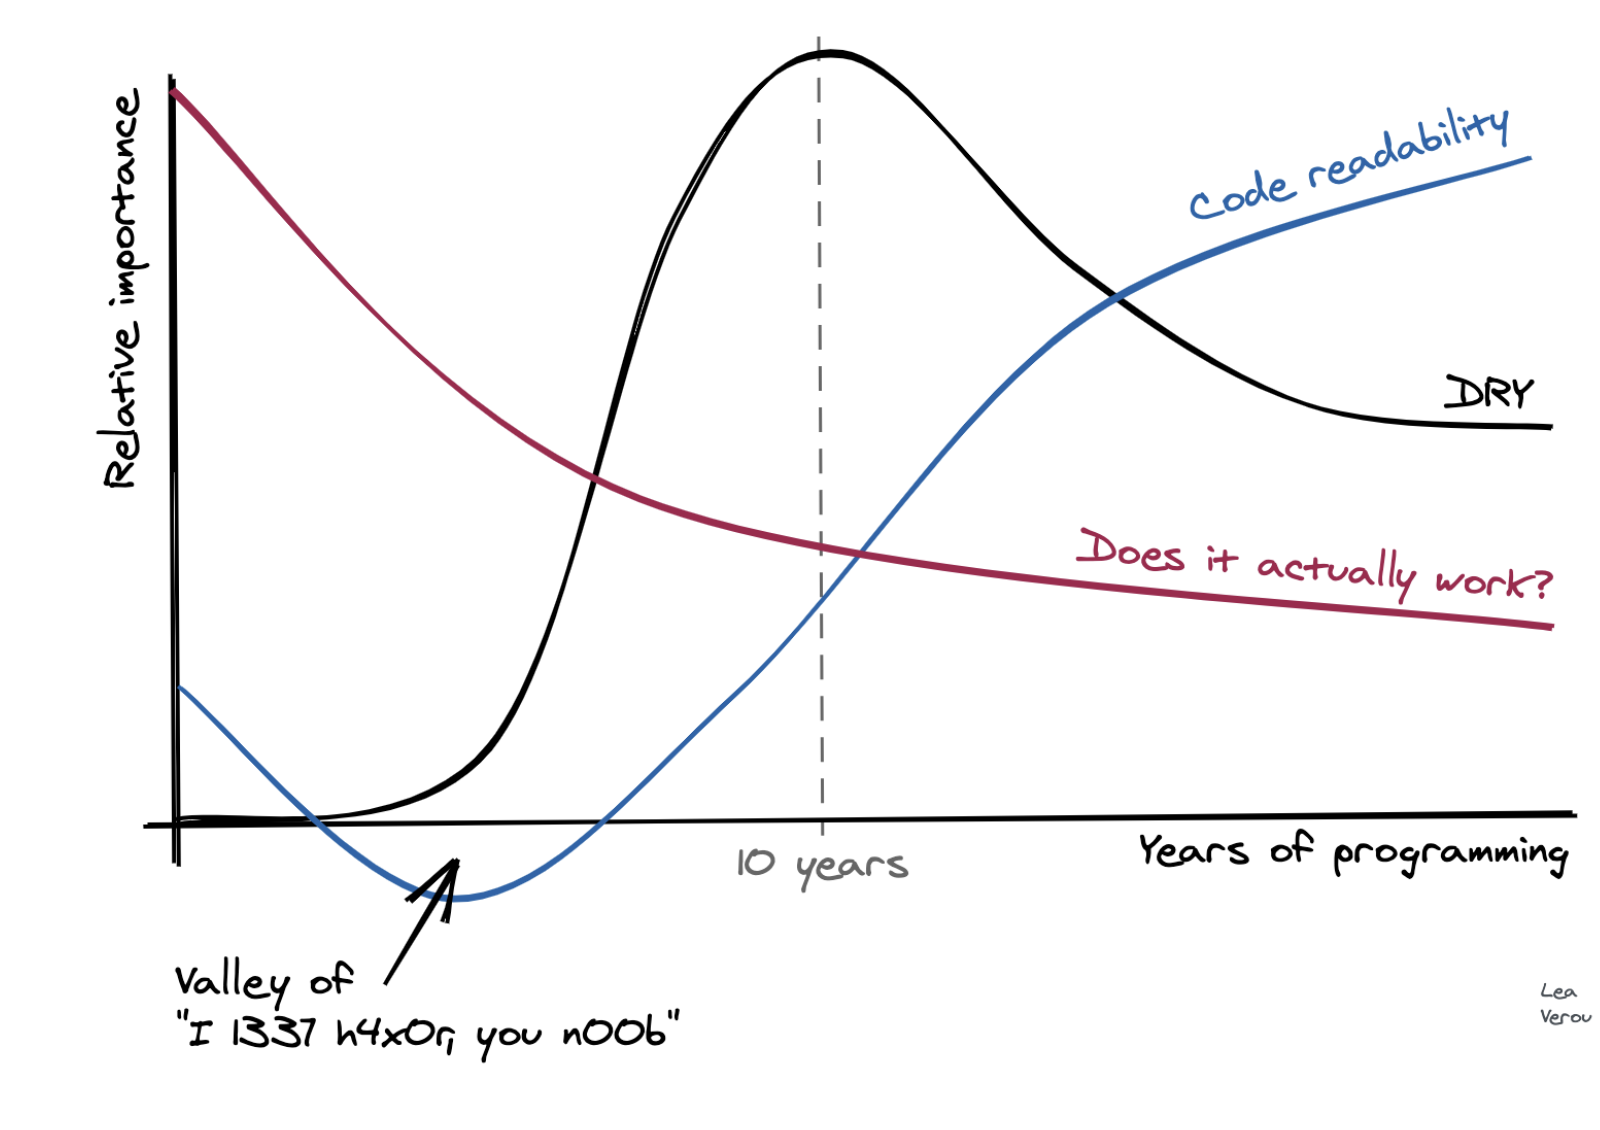 Relative importance
Code readability
DRY
Does it actually work?
10 years
Years of programming
Valley of
"I 1337 h4x0r, you n00b"
Lea
Verou